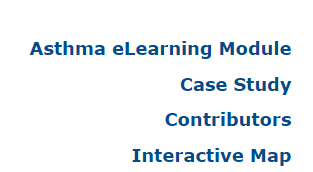 Asthma eLearning Module
Case Study
Contributors
Interactive Map